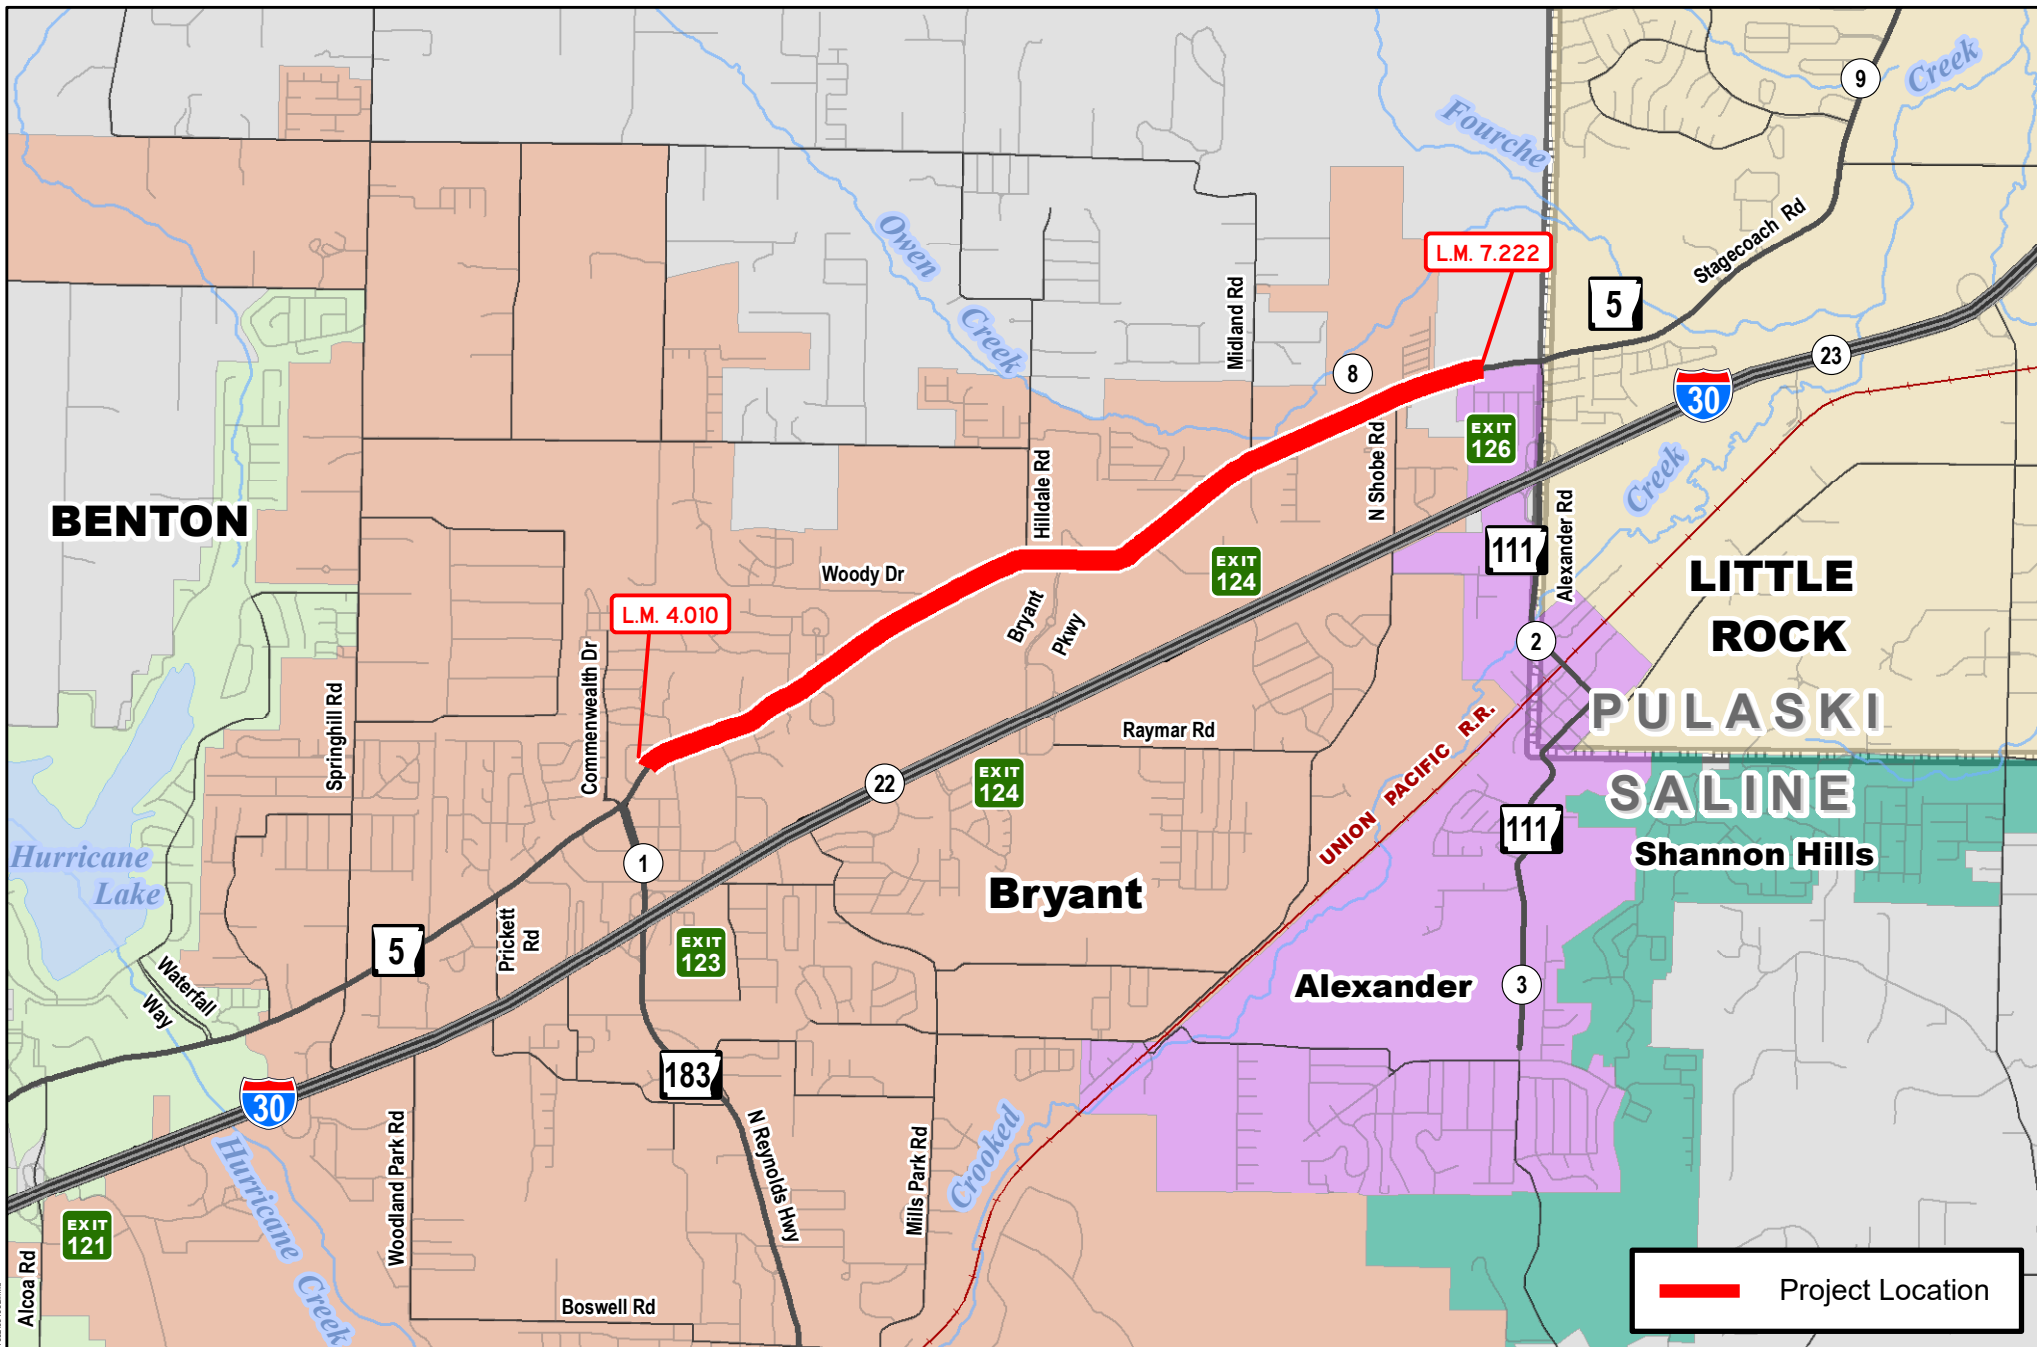 9
Creek
Fourche
Owen
Creek
Stagecoach Rd
L.M. 7.222
5
Midland Rd
23
8
30
EXIT
126
N Shobe Rd
Hilldale Rd
Creek
BENTON
111
Alexander Rd
Woody Dr
EXIT
124
LITTLE
ROCK
L.M. 4.010
Bryant
Pkwy
2
Commonwealth Dr
Springhill Rd
PULASKI
Raymar Rd
UNION PACIFIC R.R.
22
EXIT
124
SALINE
111
Shannon Hills
Hurricane
Lake
1
Bryant
Prickett
Rd
5
EXIT
123
Waterfall
Way
Alexander
3
183
30
N Reynolds Hwy
Woodland Park Rd
Mills Park Rd
Crooked
Hurricane
Creek
EXIT
121
Alcoa Rd
Boswell Rd
Project Location